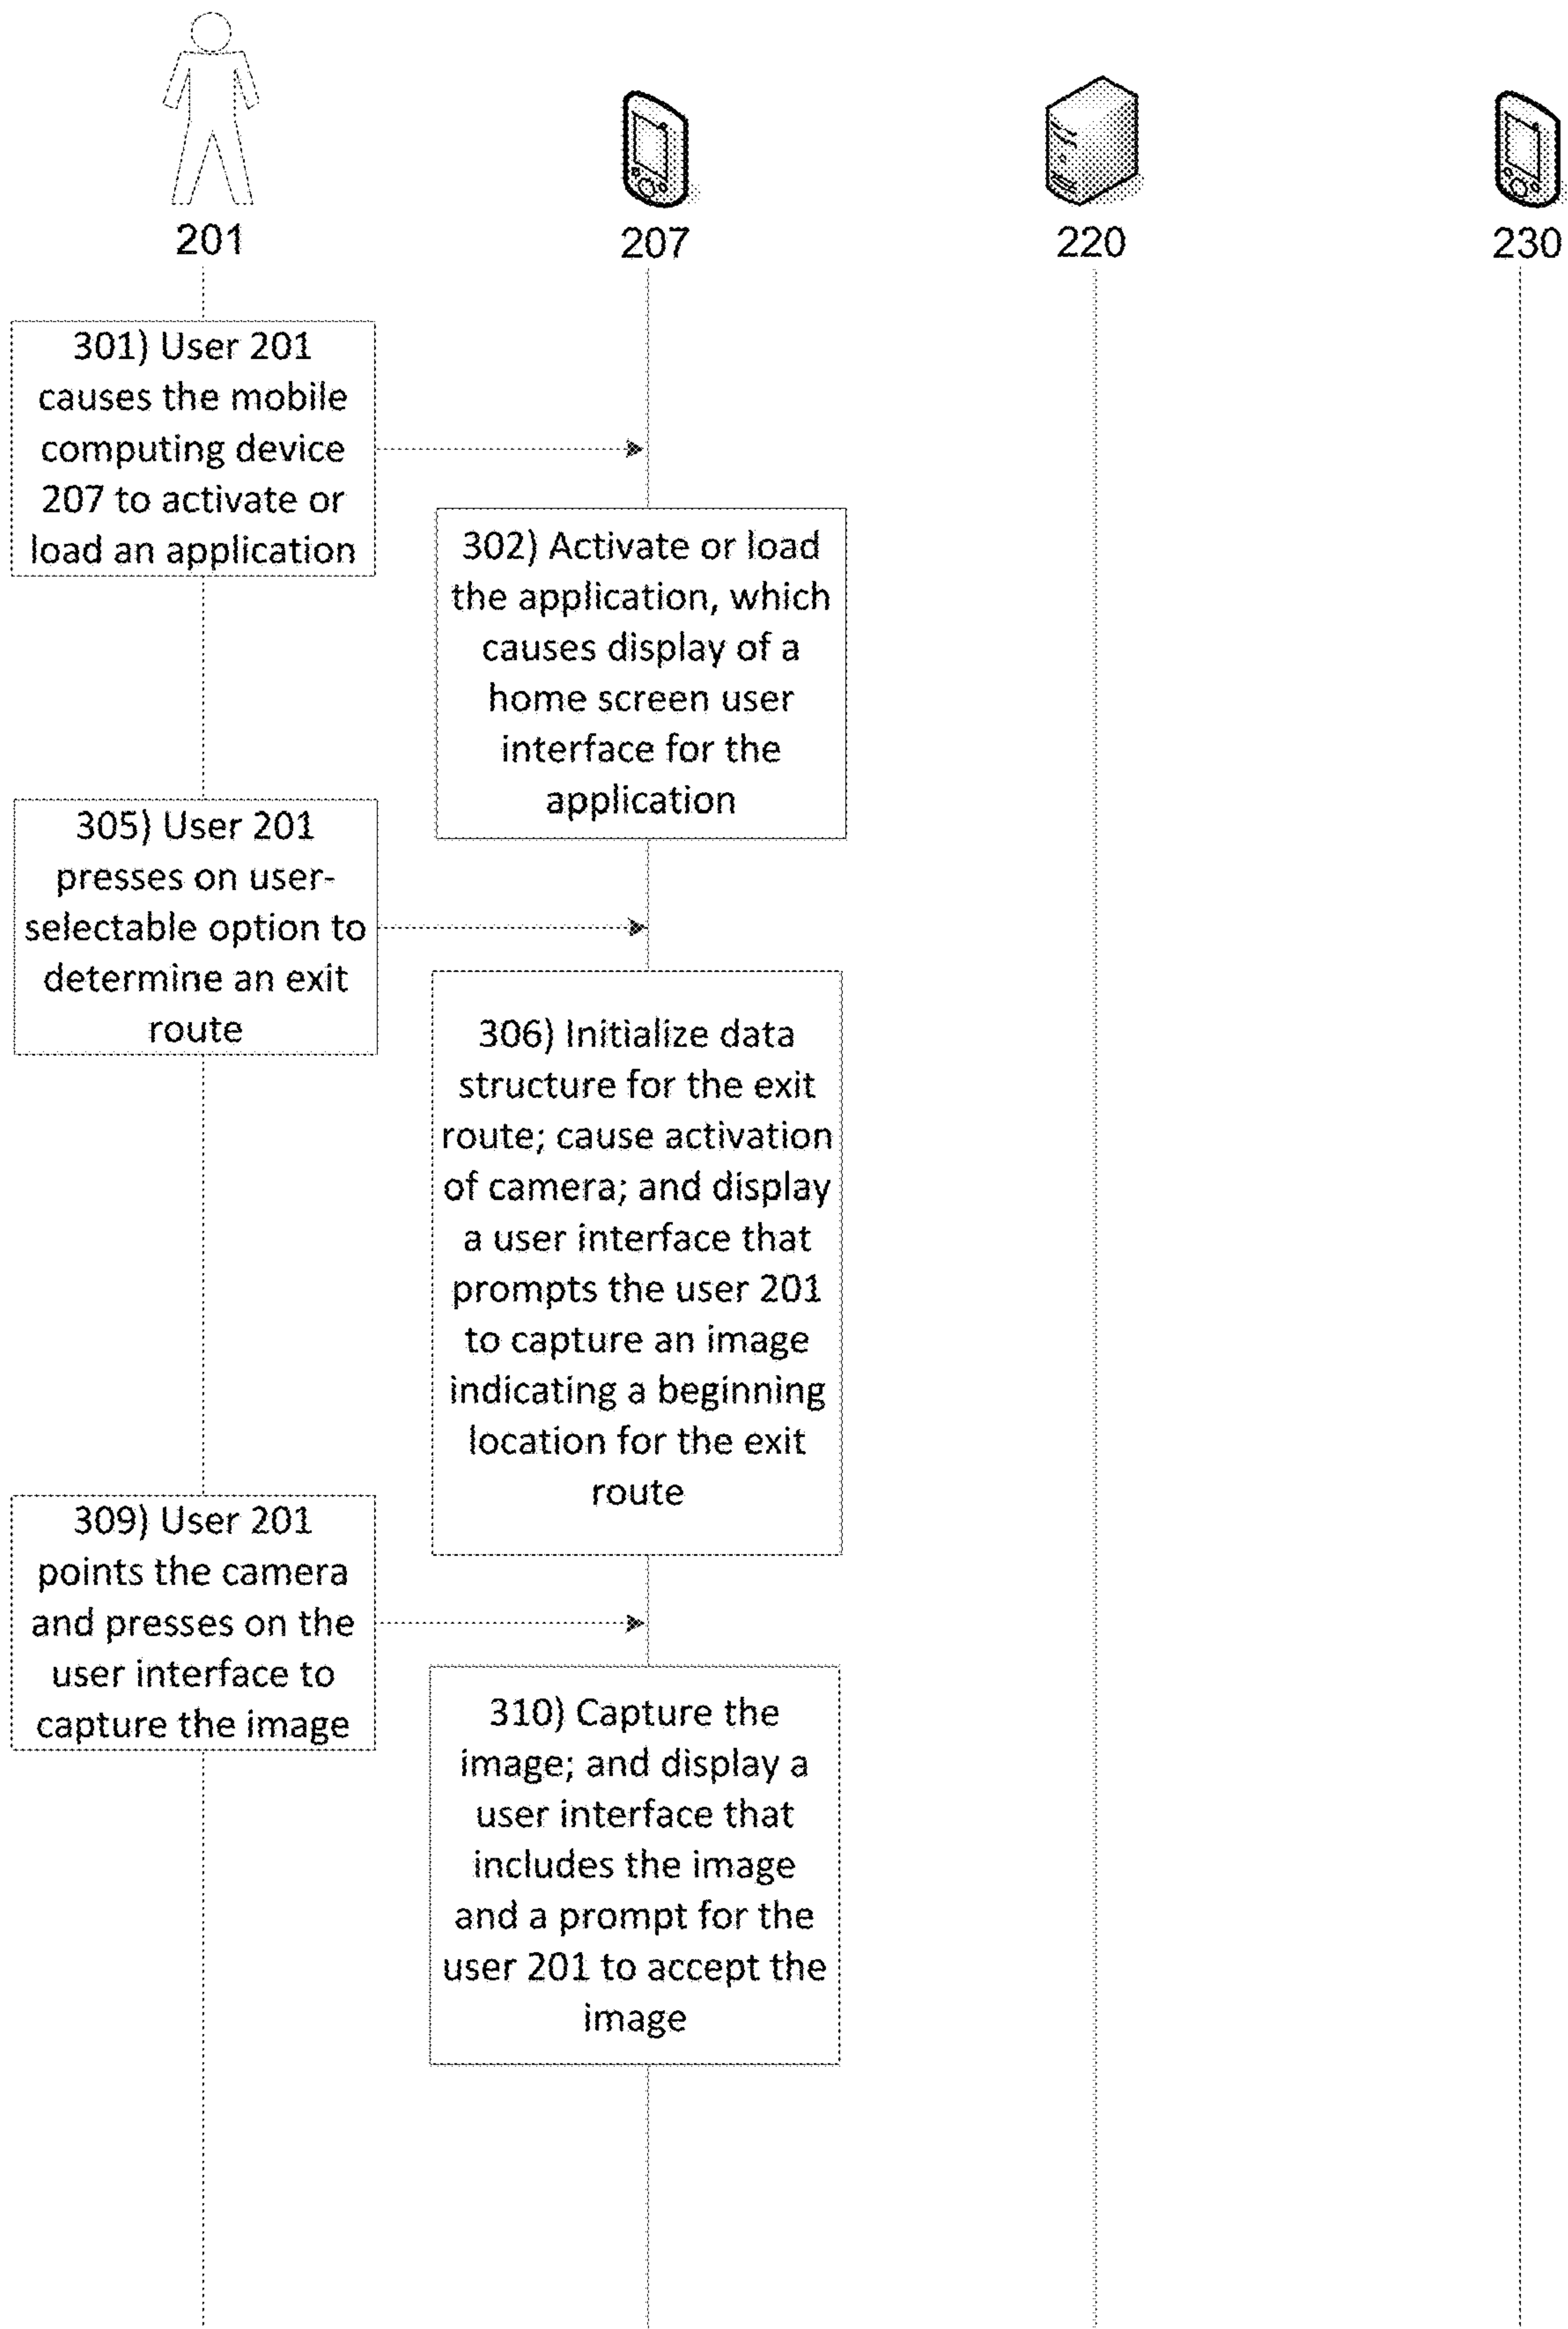 201
207
220
230
301) User 201
causes the mobile
computing device
207 to activate or
load an application
302) Activate or load
the application, which
causes display of a
home screen user
interface for the
application
305) User 201
presses on user-
selectable option to
determine an exit
route
306) Initialize data
structure for the exit
route; cause activation
of camera; and display
a user interface that
prompts the user 201
to capture an image
indicating a beginning
location for the exit
route
309) User 201
points the camera
and presses on the
user interface to
capture the image
310) Capture the
image; and display a
user interface that
includes the image
and a prompt for the
user 201 to accept the
image